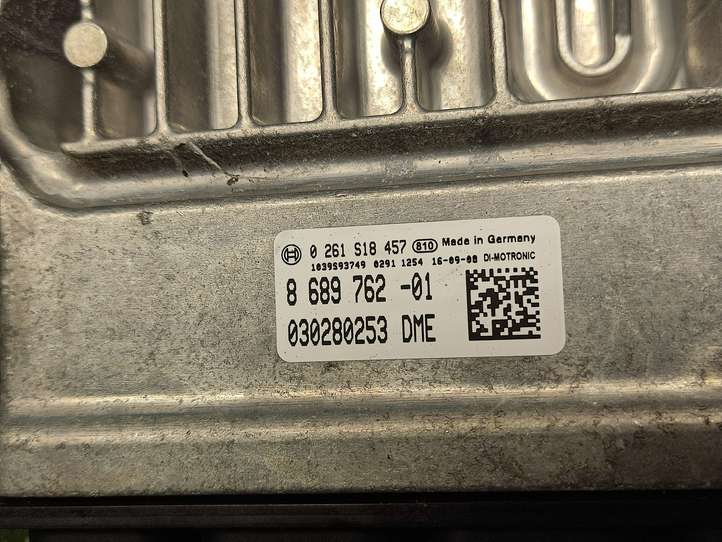 0 261 S18 457 810 Made in Germany
1039S93749 0291 1254 16-09-08 DI-MOTRONIC
8 689 762 -01
030280253 DME